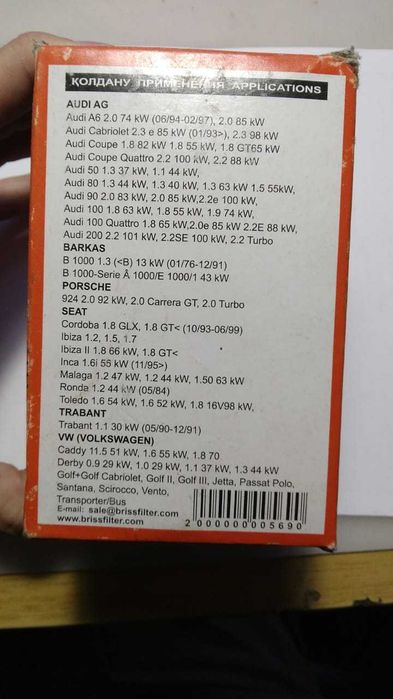 ҚОЛДАНУ ПРИМЕНЕНИЯ APPLICATIONS
AUDI AG
Audi A6 2.0 74 kW (06/94-02/97), 2.0 85 kW
Audi Cabriolet 2.3 e 85 kW (01/93>), 2.3 98 kW
Audi Coupe 1.8 82 kW 1.8 55 kW, 1.8 GT65 kW
Audi Coupe Quattro 2.2 100 kW, 2.2 88 kW
Audi 50 1.3 37 kW, 1.1 44 kW,
Audi 80 1.3 44 kW, 1.3 40 kW, 1.3 63 kW 1.5 55kW,
Audi 90 2.0 83 kW, 2.0 85 kW,2.2e 100 kW,
Audi 100 1.8 63 kW, 1.8 55 kW, 1.9 74 kW,
Audi 100 Quattro 1.8 65 kW,2.0e 85 kW 2.2E 88 kW,
Audi 200 2.2 101 kW, 2.2SE 100 kW, 2.2 Turbo
BARKAS
B 1000 1.3 (<B) 13 kW (01/76-12/91)
B 1000-Serie Â 1000/E 1000/1 43 kW
PORSCHE
924 2.0 92 kW, 2.0 Carrera GT, 2.0 Turbo
SEAT
Cordoba 1.8 GLX, 1.8 GT< (10/93-06/99)
Ibiza 1.2, 1.5, 1.7
Ibiza II 1.8 66 kW, 1.8 GT<
Inca 1.6i 55 kW (11/95>)
Malaga 1.2 47 kW, 1.2 44 kW, 1.50 63 kW
Ronda 1.2 44 kW (05/84)
Toledo 1.6 54 kW, 1.6 52 kW, 1.8 16V98 kW,
TRABANT
Trabant 1.1 30 kW (05/90-12/91)
VW (VOLKSWAGEN)
Caddy 11.5 51 kW, 1.6 55 kW, 1.8 70
Derby 0.9 29 kW, 1.0 29 kW, 1.1 37 kW, 1.3 44 kW
Golf+Golf Cabriolet, Golf II, Golf III, Jetta, Passat Polo,
Santana, Scirocco, Vento,
Transporter/Bus
E-mail: sale@brissfilter.com
www.brissfilter.com
2 000000 005690